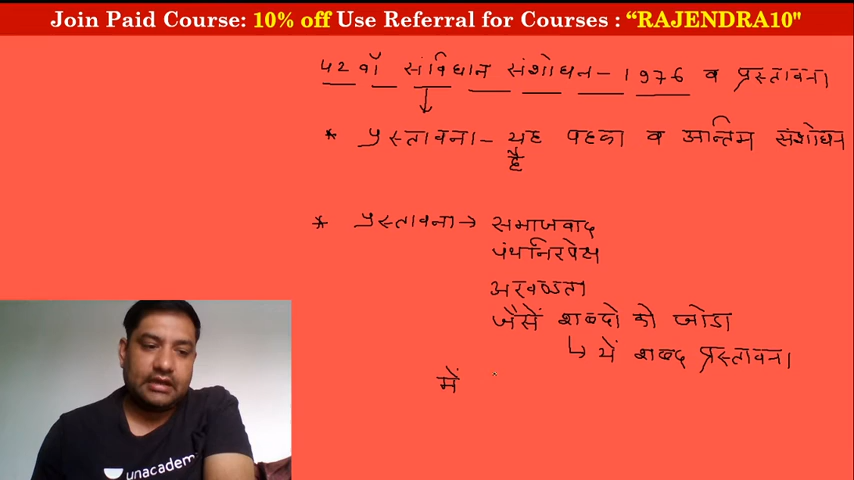 Join Paid Course: 10% off Use Referral for Courses : “RAJENDRA10"
42 वाँ संविधान संशोधन - 1976 व प्रस्तावना
* प्रस्तावना - यह पहला व अन्तिम संशोधन
है
* प्रस्तावना → समाजवाद
पंथनिरपेक्ष
अखण्डता
जैसें शब्दो को जोडा
↳ यें शब्द प्रस्तावना
में
unacadem